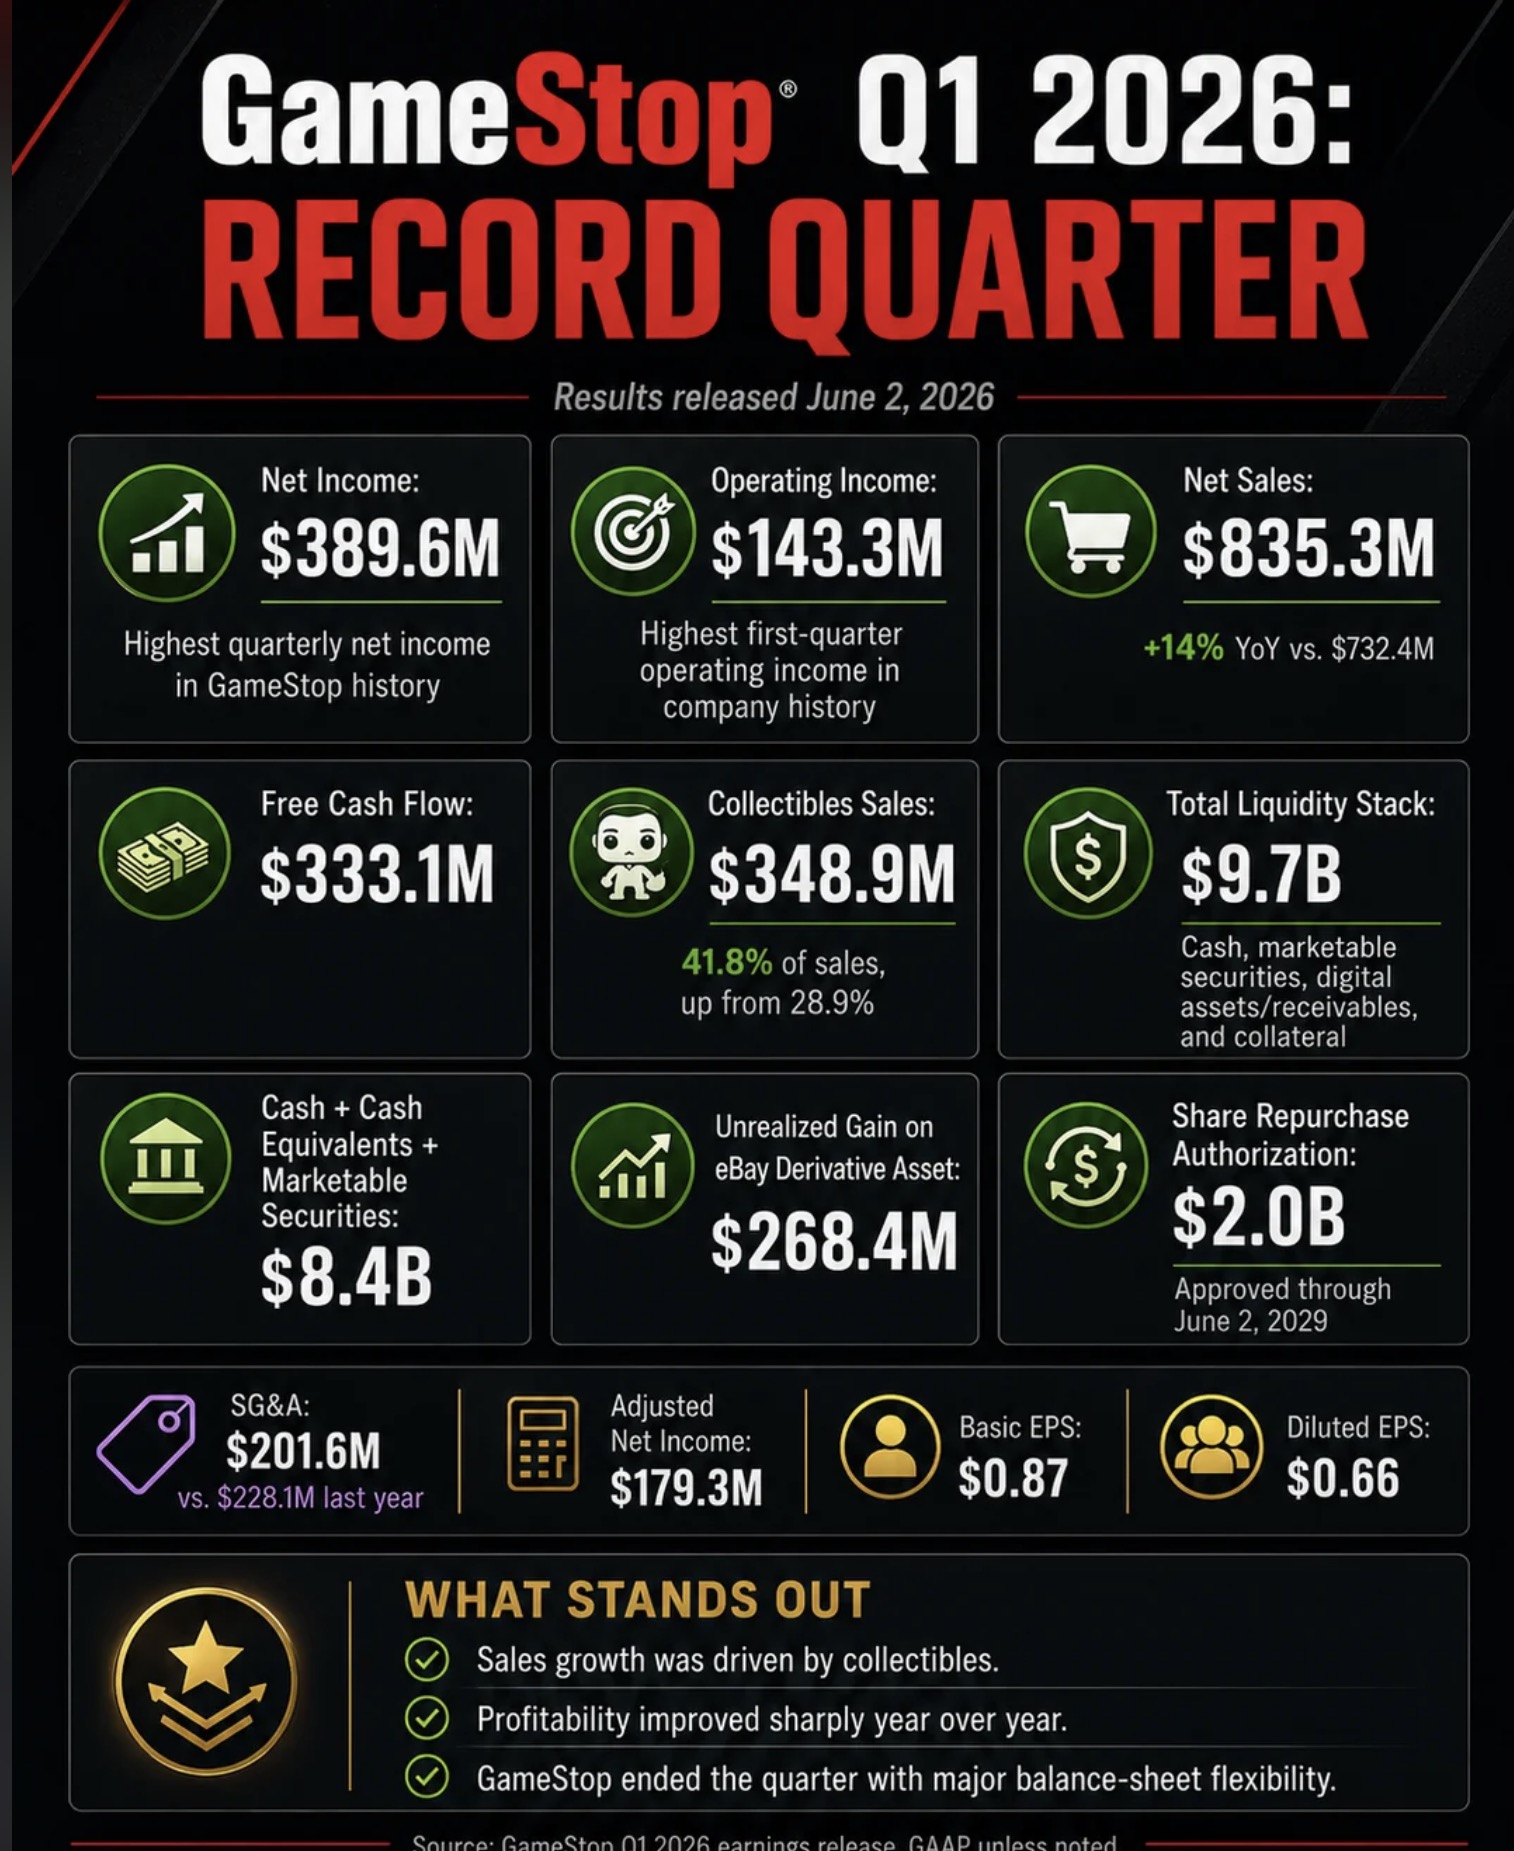 GameStop® Q1 2026:
RECORD QUARTER
Results released June 2, 2026
Net Income:
$389.6M
Highest quarterly net income
in GameStop history
Operating Income:
$143.3M
Highest first-quarter
operating income in
company history
Net Sales:
$835.3M
+14% YoY vs. $732.4M
Free Cash Flow:
$333.1M
Collectibles Sales:
$348.9M
41.8% of sales,
up from 28.9%
Total Liquidity Stack:
$9.7B
Cash, marketable
securities, digital
assets/receivables,
and collateral
Cash + Cash
Equivalents +
Marketable
Securities:
$8.4B
Unrealized Gain on
eBay Derivative Asset:
$268.4M
Share Repurchase
Authorization:
$2.0B
Approved through
June 2, 2029
SG&A:
$201.6M
vs. $228.1M last year
Adjusted
Net Income:
$179.3M
Basic EPS:
$0.87
Diluted EPS:
$0.66
WHAT STANDS OUT
Sales growth was driven by collectibles.
Profitability improved sharply year over year.
GameStop ended the quarter with major balance-sheet flexibility.
Source: GameStop Q1 2026 earnings release. GAAP unless noted